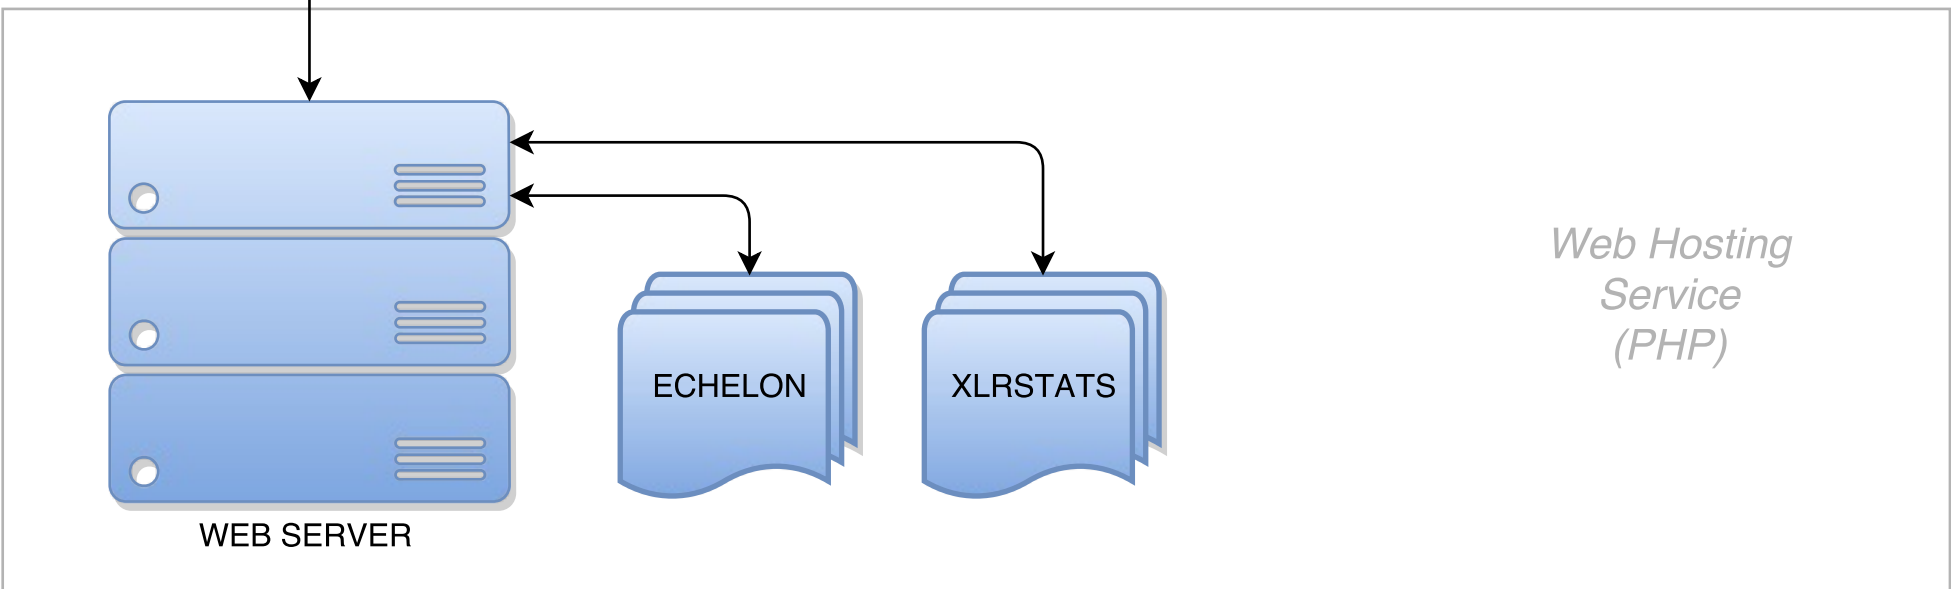 ECHELON
XLRSTATS
WEB SERVER
Web Hosting
Service
(PHP)